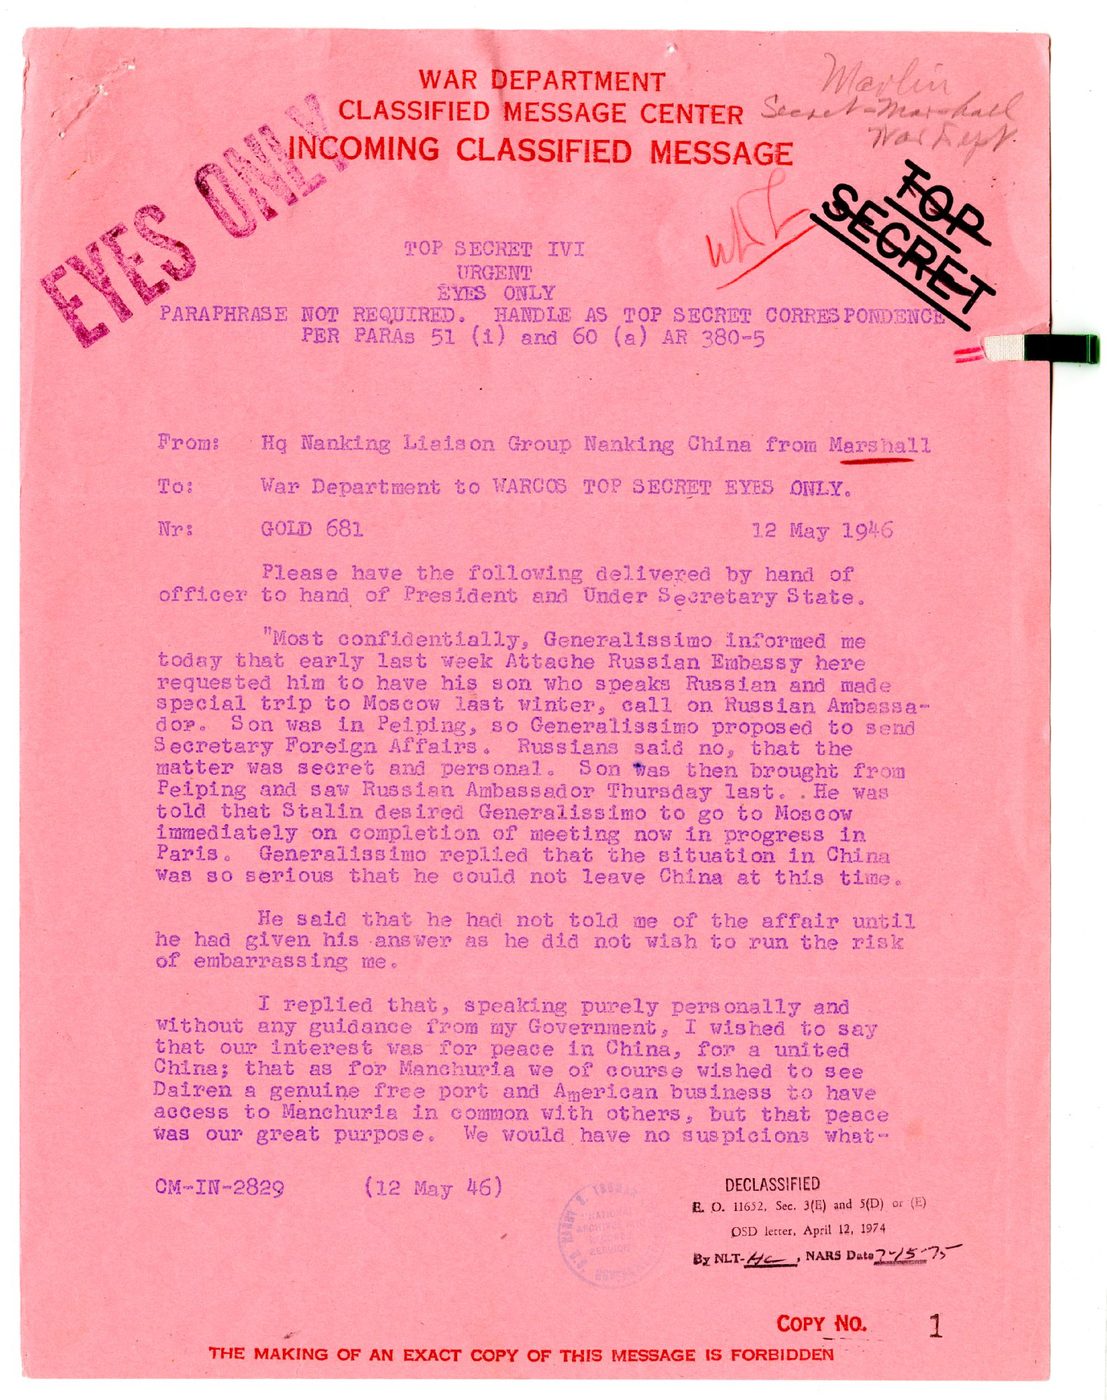 WAR DEPARTMENT
CLASSIFIED MESSAGE CENTER
INCOMING CLASSIFIED MESSAGE
Secret-Marshall
War Dept.
EYES ONLY
TOP
SECRET
TOP SECRET IVI
URGENT
EYES ONLY
PARAPHRASE NOT REQUIRED. HANDLE AS TOP SECRET CORRESPONDENCE
PER PARAs 51 (i) and 60 (a) AR 380-5
From: Hq Nanking Liaison Group Nanking China from Marshall
To: War Department to WARCOS TOP SECRET EYES ONLY.
Nr: GOLD 681 12 May 1946
Please have the following delivered by hand of
officer to hand of President and Under Secretary State.
"Most confidentially, Generalissimo informed me
today that early last week Attache Russian Embassy here
requested him to have his son who speaks Russian and made
special trip to Moscow last winter, call on Russian Ambassa-
dor. Son was in Peiping, so Generalissimo proposed to send
Secretary Foreign Affairs. Russians said no, that the
matter was secret and personal. Son was then brought from
Peiping and saw Russian Ambassador Thursday last. He was
told that Stalin desired Generalissimo to go to Moscow
immediately on completion of meeting now in progress in
Paris. Generalissimo replied that the situation in China
was so serious that he could not leave China at this time.
He said that he had not told me of the affair until
he had given his answer as he did not wish to run the risk
of embarrassing me.
I replied that, speaking purely personally and
without any guidance from my Government, I wished to say
that our interest was for peace in China, for a united
China; that as for Manchuria we of course wished to see
Dairen a genuine free port and American business to have
access to Manchuria in common with others, but that peace
was our great purpose. We would have no suspicions what-
CM-IN-2829 (12 May 46)
DECLASSIFIED
E. O. 11652, Sec. 3(E) and 5(D) or (E)
OSD letter, April 12, 1974
By NLT-HC, NARS Date 7-15-75
COPY NO. 1
THE MAKING OF AN EXACT COPY OF THIS MESSAGE IS FORBIDDEN